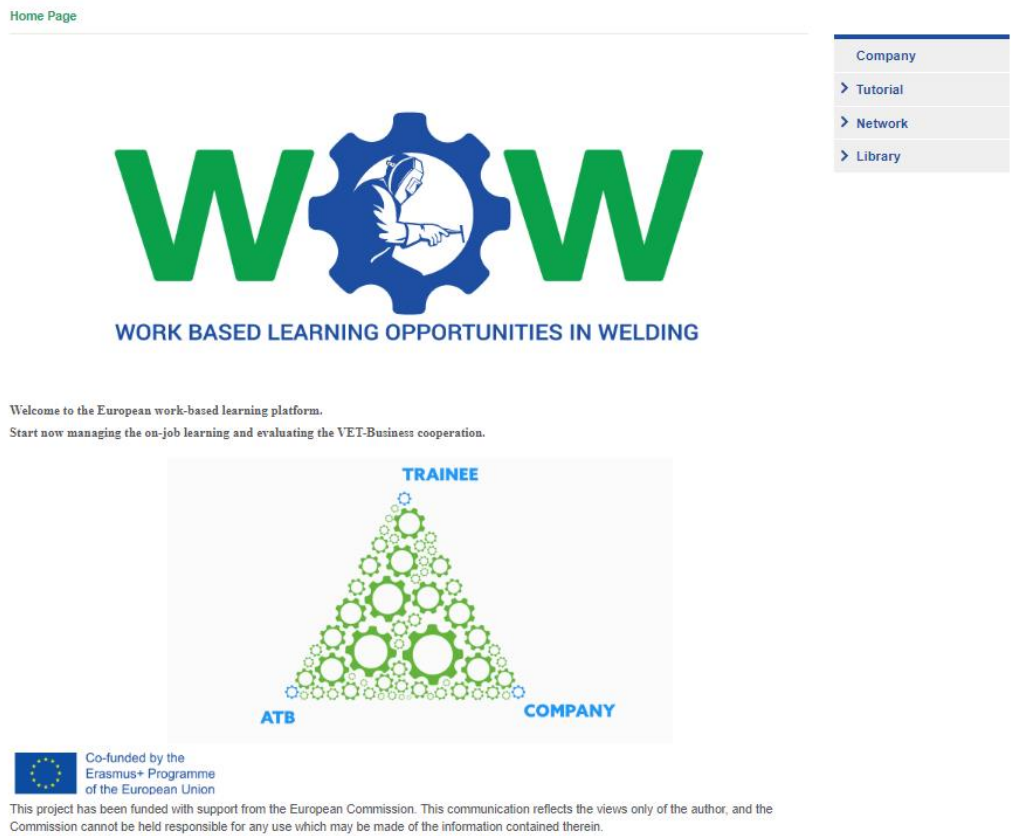 Home Page
Company
Tutorial
Network
Library
WOW
WORK BASED LEARNING OPPORTUNITIES IN WELDING
Welcome to the European work-based learning platform.
Start now managing the on-job learning and evaluating the VET-Business cooperation.
TRAINEE
ATB
COMPANY
Co-funded by the
Erasmus+ Programme
of the European Union
This project has been funded with support from the European Commission. This communication reflects the views only of the author, and the
Commission cannot be held responsible for any use which may be made of the information contained therein.